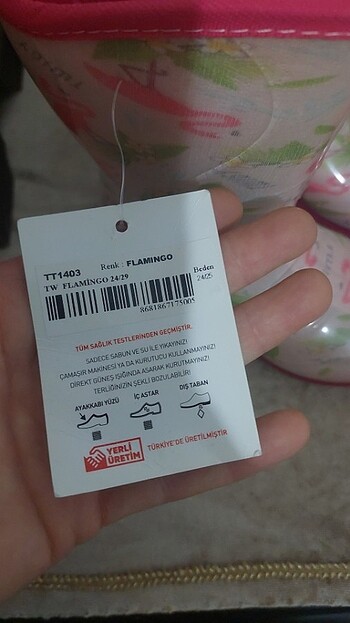 TT1403
Renk : FLAMINGO
TW FLAMİNGO 24/29
Beden
24/25
8681867175005
TÜM SAĞLIK TESTLERİNDEN GEÇMİŞTİR.
SADECE SABUN VE SU İLE YIKAYINIZ!
ÇAMAŞIR MAKİNESİ YA DA KURUTUCU KULLANMAYINIZ!
DİREKT GÜNEŞ IŞIĞINDA ASARAK KURUTMAYINIZ!
TERLİĞİNİZİN ŞEKLİ BOZULABİLİR!
AYAKKABI YÜZÜ
İÇ ASTAR
DIŞ TABAN
YERLİ
ÜRETİM
TÜRKİYE'DE ÜRETİLMİŞTİR